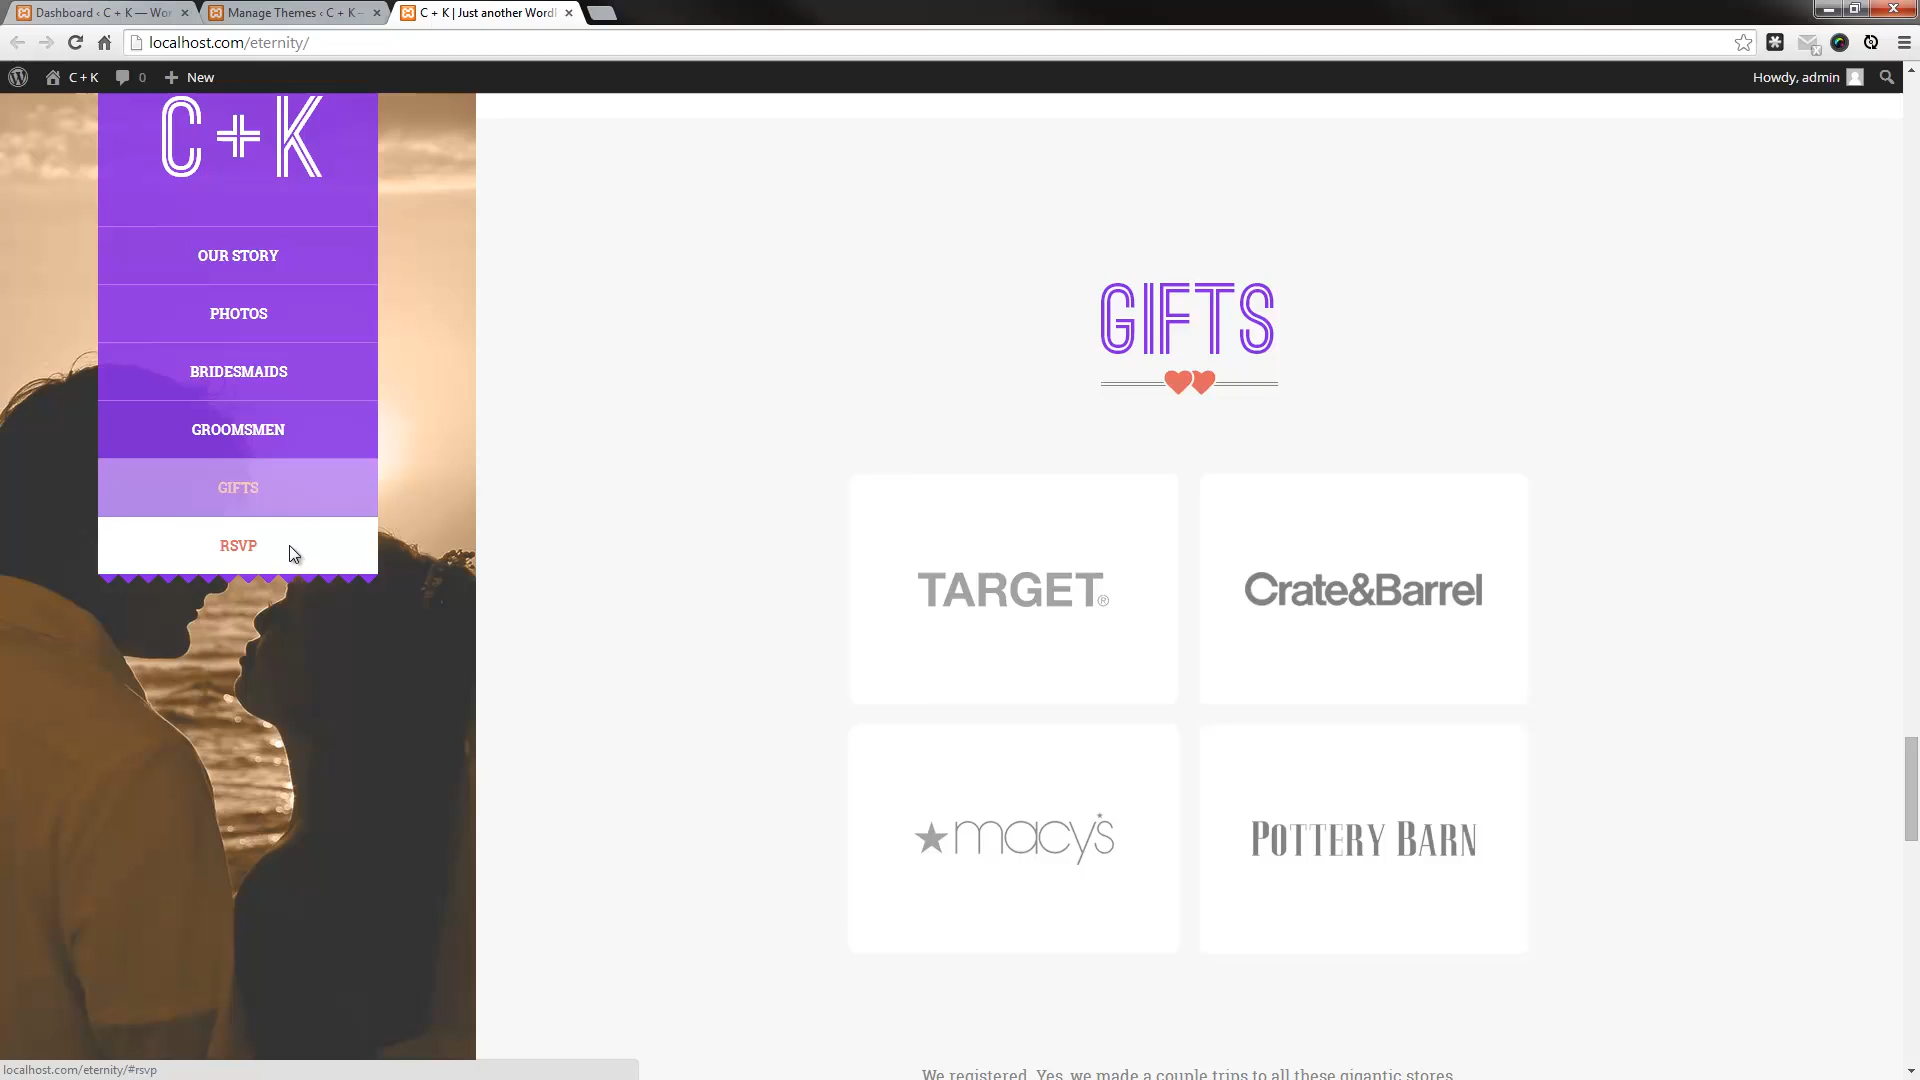 Dashboard ‹ C + K — Wor
Manage Themes ‹ C + K –
C + K | Just another Word
localhost.com/eternity/
C + K
0
New
Howdy, admin
C + K
OUR STORY
PHOTOS
BRIDESMAIDS
GROOMSMEN
GIFTS
RSVP
GIFTS
TARGET®
Crate&Barrel
macy's
POTTERY BARN
We registered. Yes, we made a couple trips to all these gigantic stores
localhost.com/eternity/#rsvp